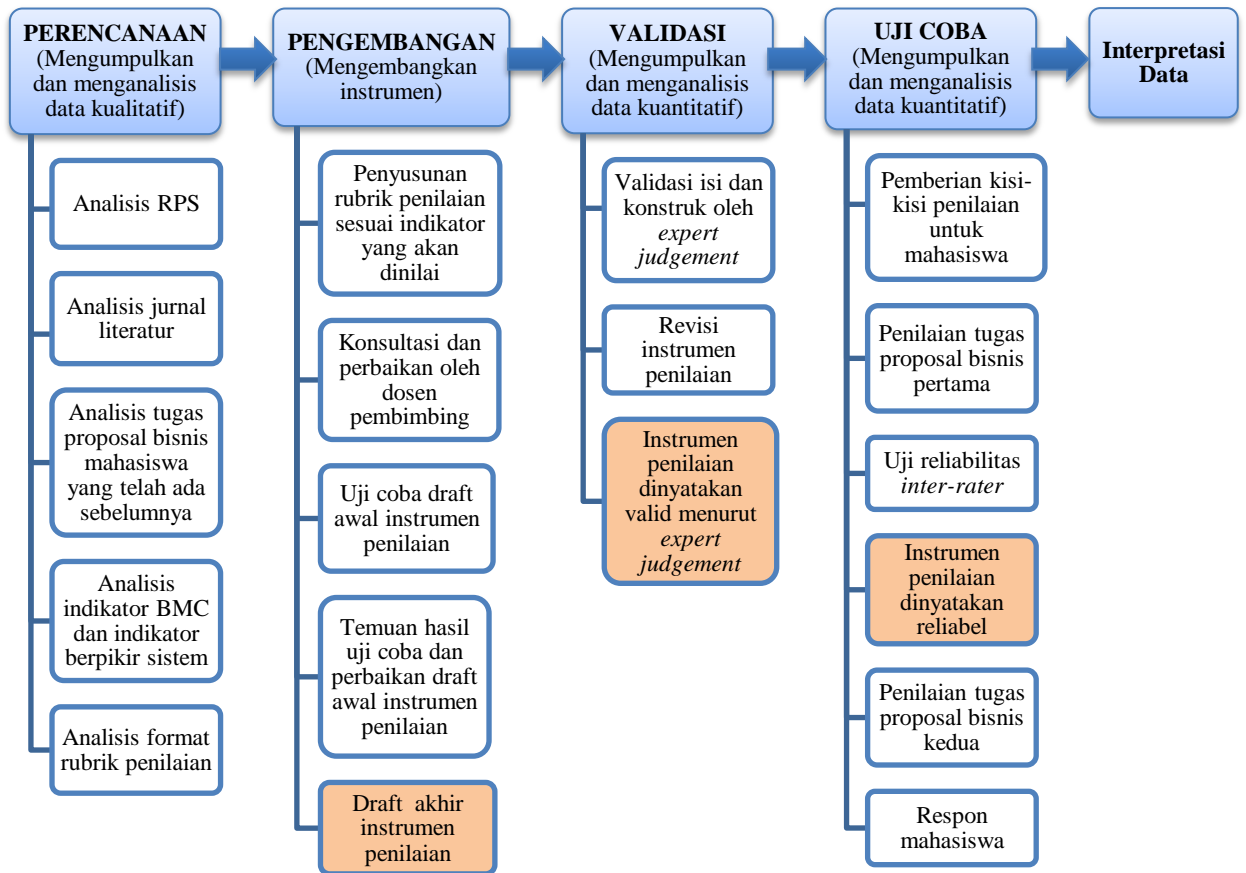 PERENCANAAN
(Mengumpulkan
dan menganalisis
data kualitatif)
Analisis RPS
Analisis jurnal
literatur
Analisis tugas
proposal bisnis
mahasiswa
yang telah ada
sebelumnya
Analisis
indikator BMC
dan indikator
berpikir sistem
Analisis format
rubrik penilaian
PENGEMBANGAN
(Mengembangkan
instrumen)
Penyusunan
rubrik penilaian
sesuai indikator
yang akan
dinilai
Konsultasi dan
perbaikan oleh
dosen
pembimbing
Uji coba draft
awal instrumen
penilaian
Temuan hasil
uji coba dan
perbaikan draft
awal instrumen
penilaian
Draft akhir
instrumen
penilaian
VALIDASI
(Mengumpulkan
dan menganalisis
data kuantitatif)
Validasi isi dan
konstruk oleh
expert
judgement
Revisi
instrumen
penilaian
Instrumen
penilaian
dinyatakan
valid menurut
expert
judgement
UJI COBA
(Mengumpulkan
dan menganalisis
data kuantitatif)
Pemberian kisi-
kisi penilaian
untuk
mahasiswa
Penilaian tugas
proposal bisnis
pertama
Uji reliabilitas
inter-rater
Instrumen
penilaian
dinyatakan
reliabel
Penilaian tugas
proposal bisnis
kedua
Respon
mahasiswa
Interpretasi
Data